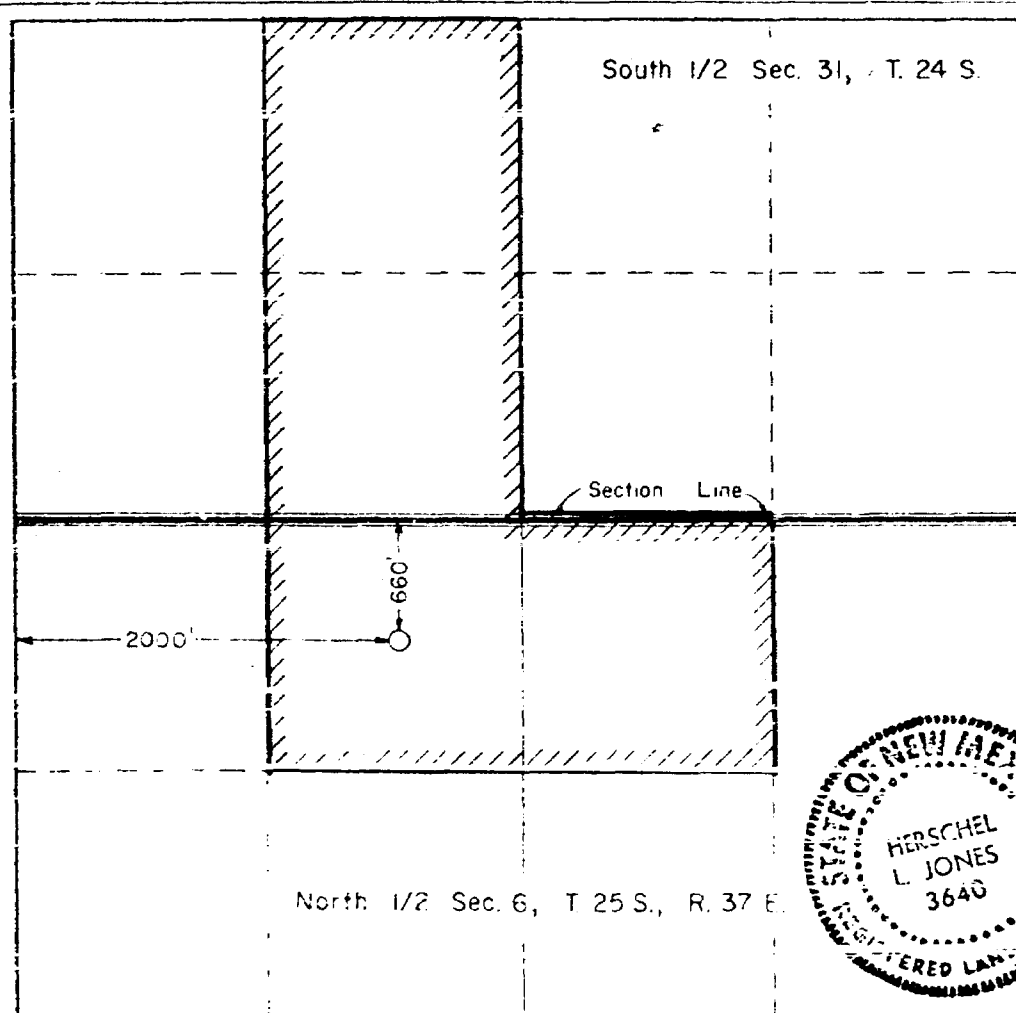 South 1/2 Sec. 31, T. 24 S.
Section Line
660'
2000'
North 1/2 Sec. 6, T. 25 S., R. 37 E.
STATE OF NEW MEX
HERSCHEL
L. JONES
3640
REGISTERED LAN